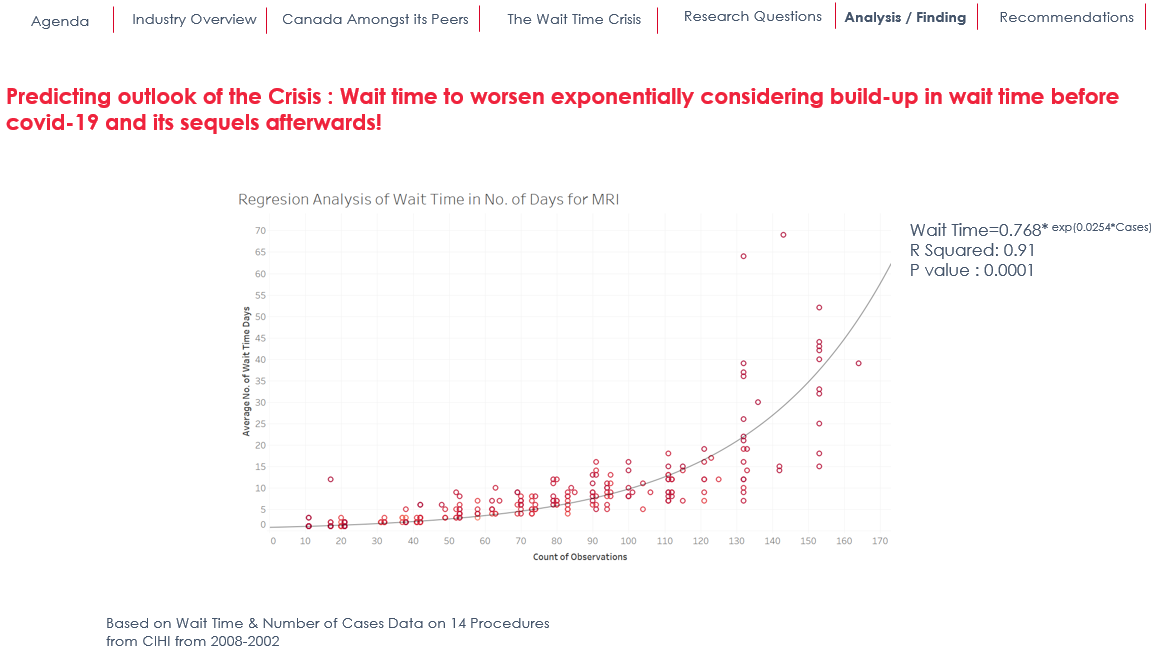 Agenda
Industry Overview
Canada Amongst its Peers
The Wait Time Crisis
Research Questions
Analysis / Finding
Recommendations
Predicting outlook of the Crisis : Wait time to worsen exponentially considering build-up in wait time before
covid-19 and its sequels afterwards!
Regresion Analysis of Wait Time in No. of Days for MRI
Wait Time=0.768* exp(0.0254*Cases)
R Squared: 0.91
P value : 0.0001
Average No. of Wait Time Days
70
65
60
55
50
45
40
35
30
25
20
15
10
5
0
0 10 20 30 40 50 60 70 80 90 100 110 120 130 140 150 160 170
Count of Observations
Based on Wait Time & Number of Cases Data on 14 Procedures
from CIHI from 2008-2002